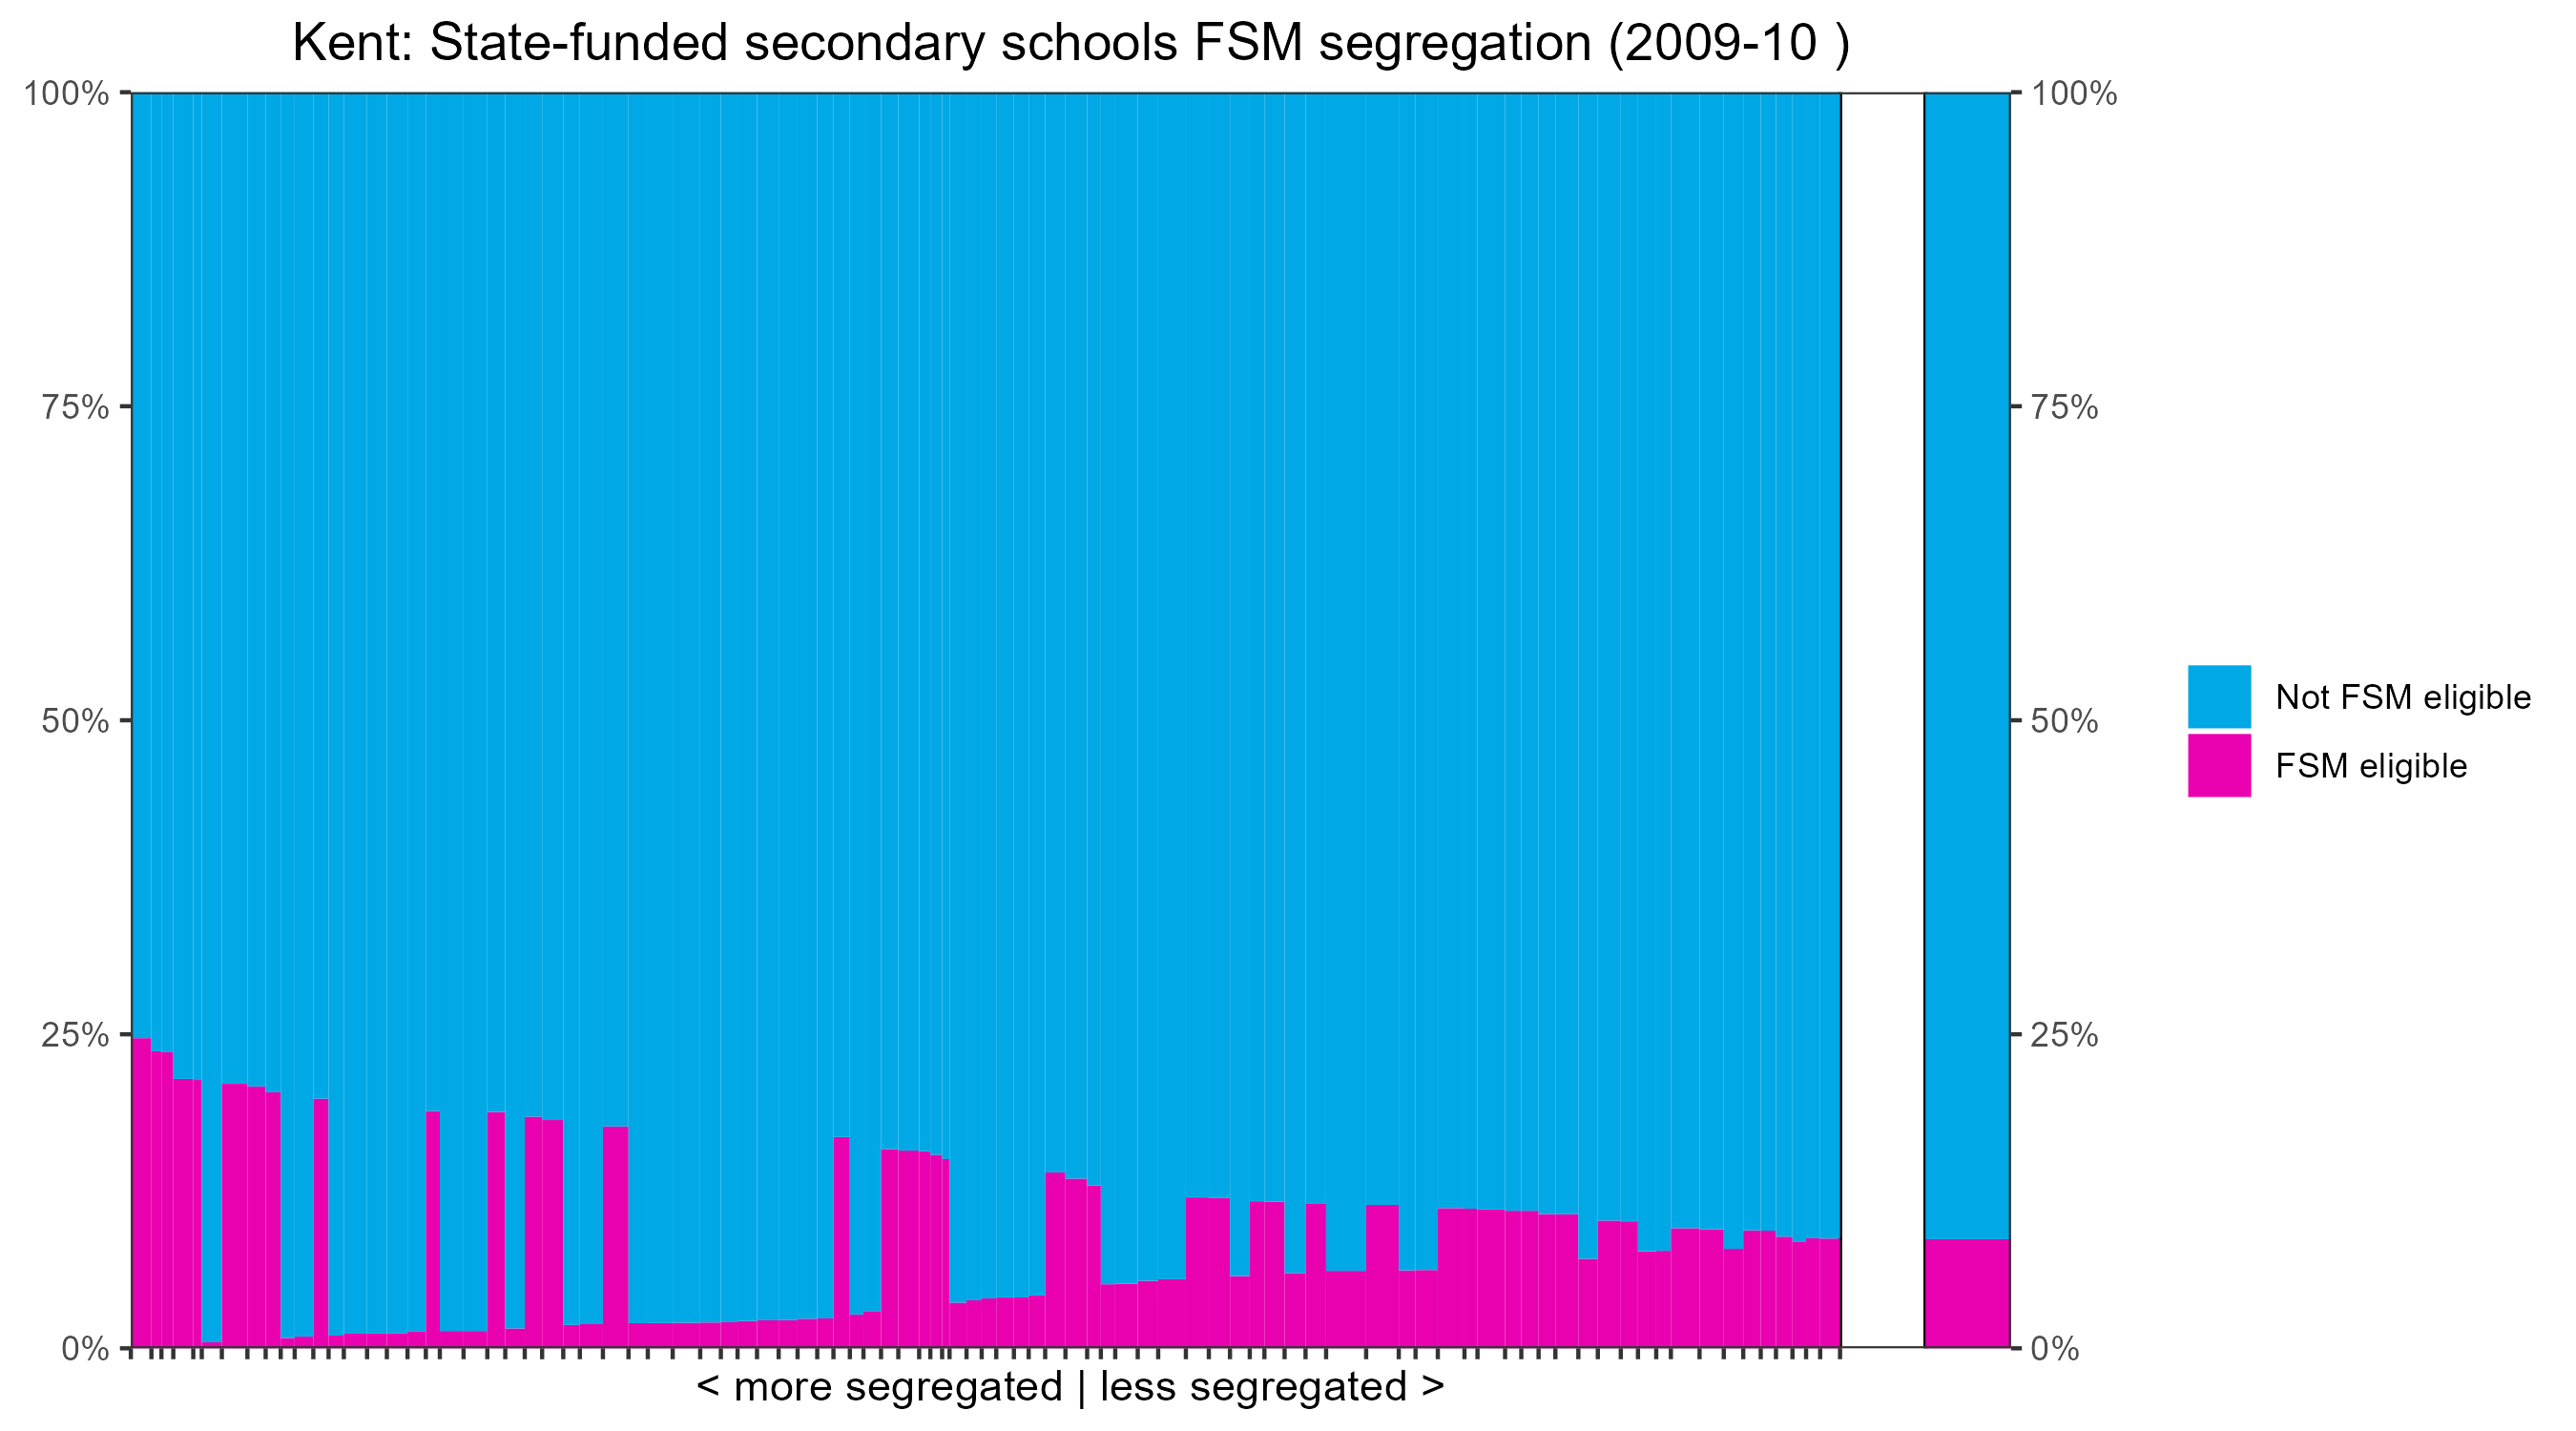 Kent: State-funded secondary schools FSM segregation (2009-10 )
100%
75%
50%
25%
0%
100%
75%
50%
25%
0%
Not FSM eligible
FSM eligible
< more segregated | less segregated >